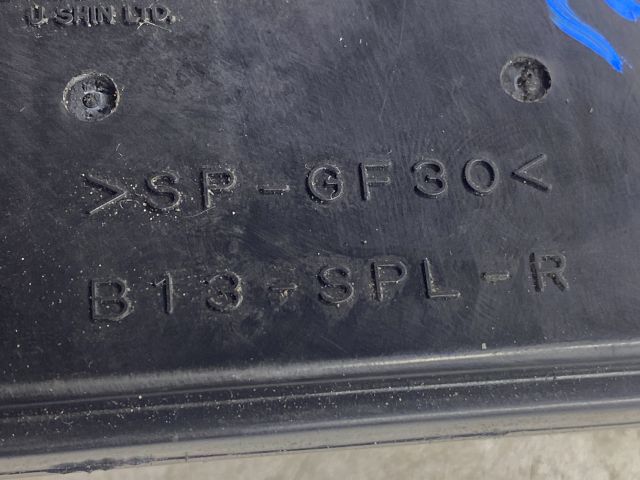 U. SHIN LTD.
>SP-GF30<
B13-SPL-R